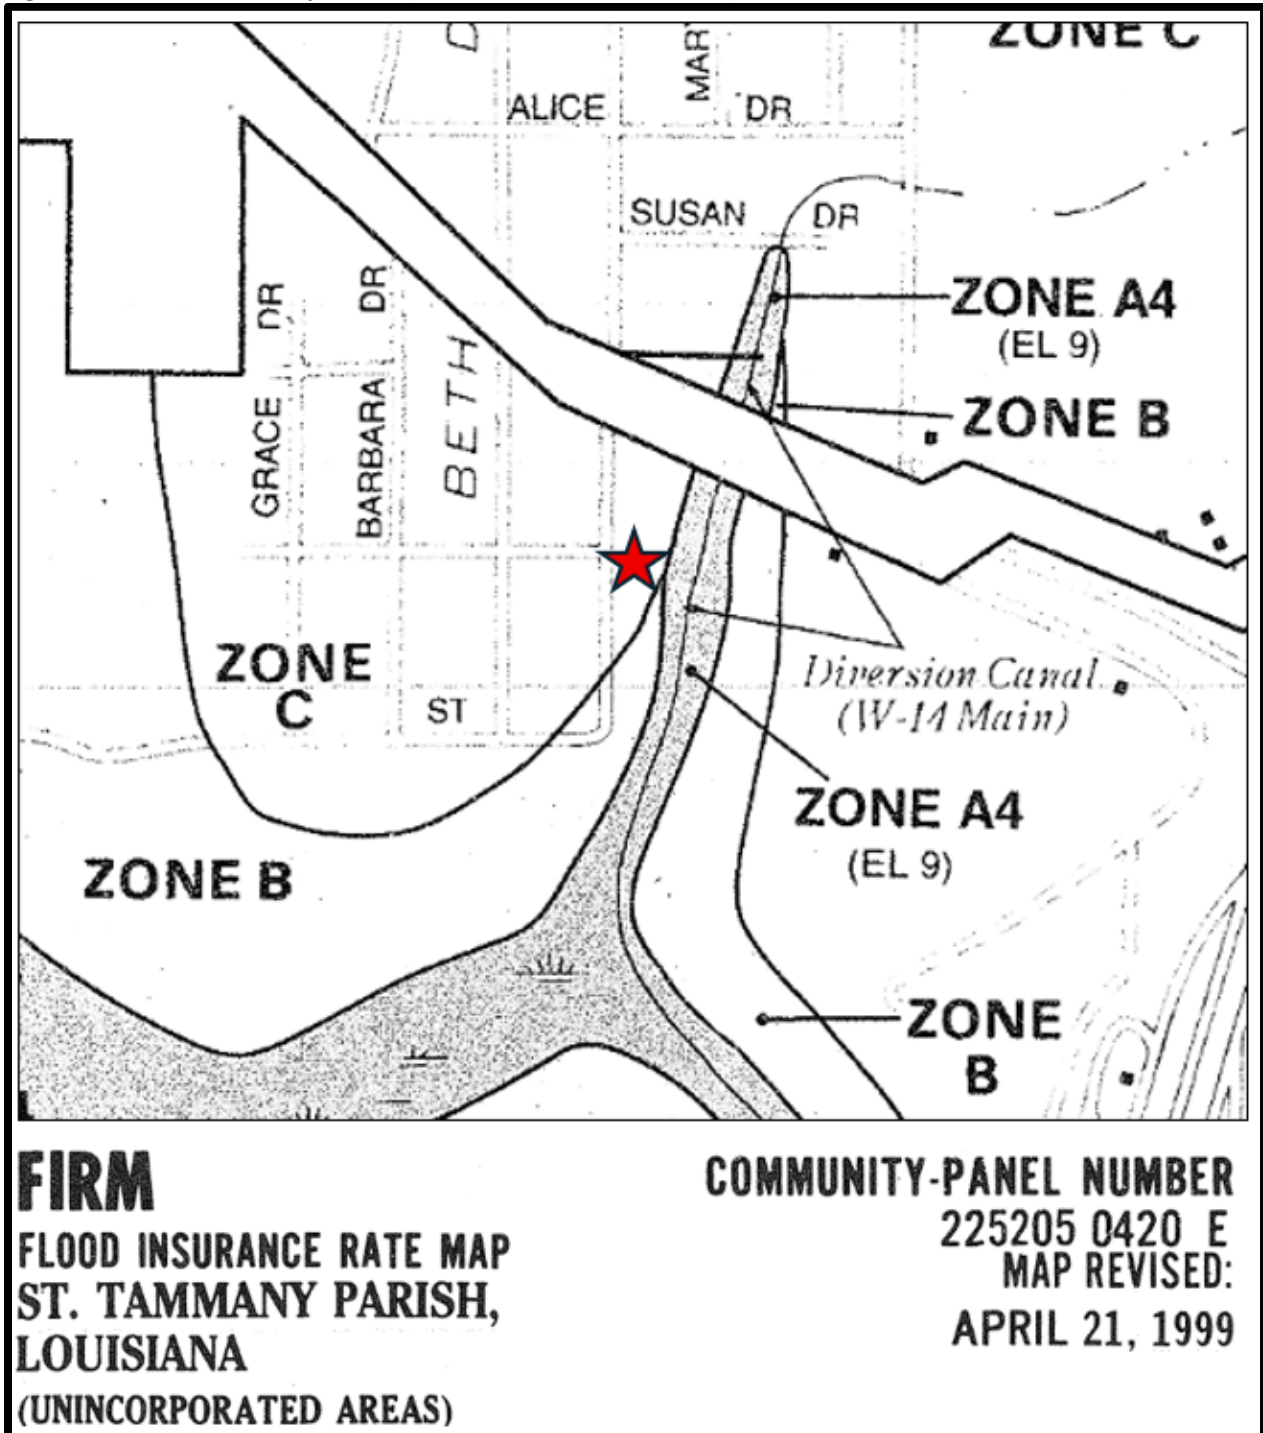 ZONE C
D
MAR
ALICE DR
SUSAN DR
ZONE A4
(EL 9)
ZONE B
GRACE DR
BARBARA DR
BETH
Diversion Canal
(W-14 Main)
ZONE
C
ST
ZONE A4
(EL 9)
ZONE B
ZONE
B
FIRM
FLOOD INSURANCE RATE MAP
ST. TAMMANY PARISH,
LOUISIANA
(UNINCORPORATED AREAS)
COMMUNITY-PANEL NUMBER
225205 0420 E
MAP REVISED:
APRIL 21, 1999